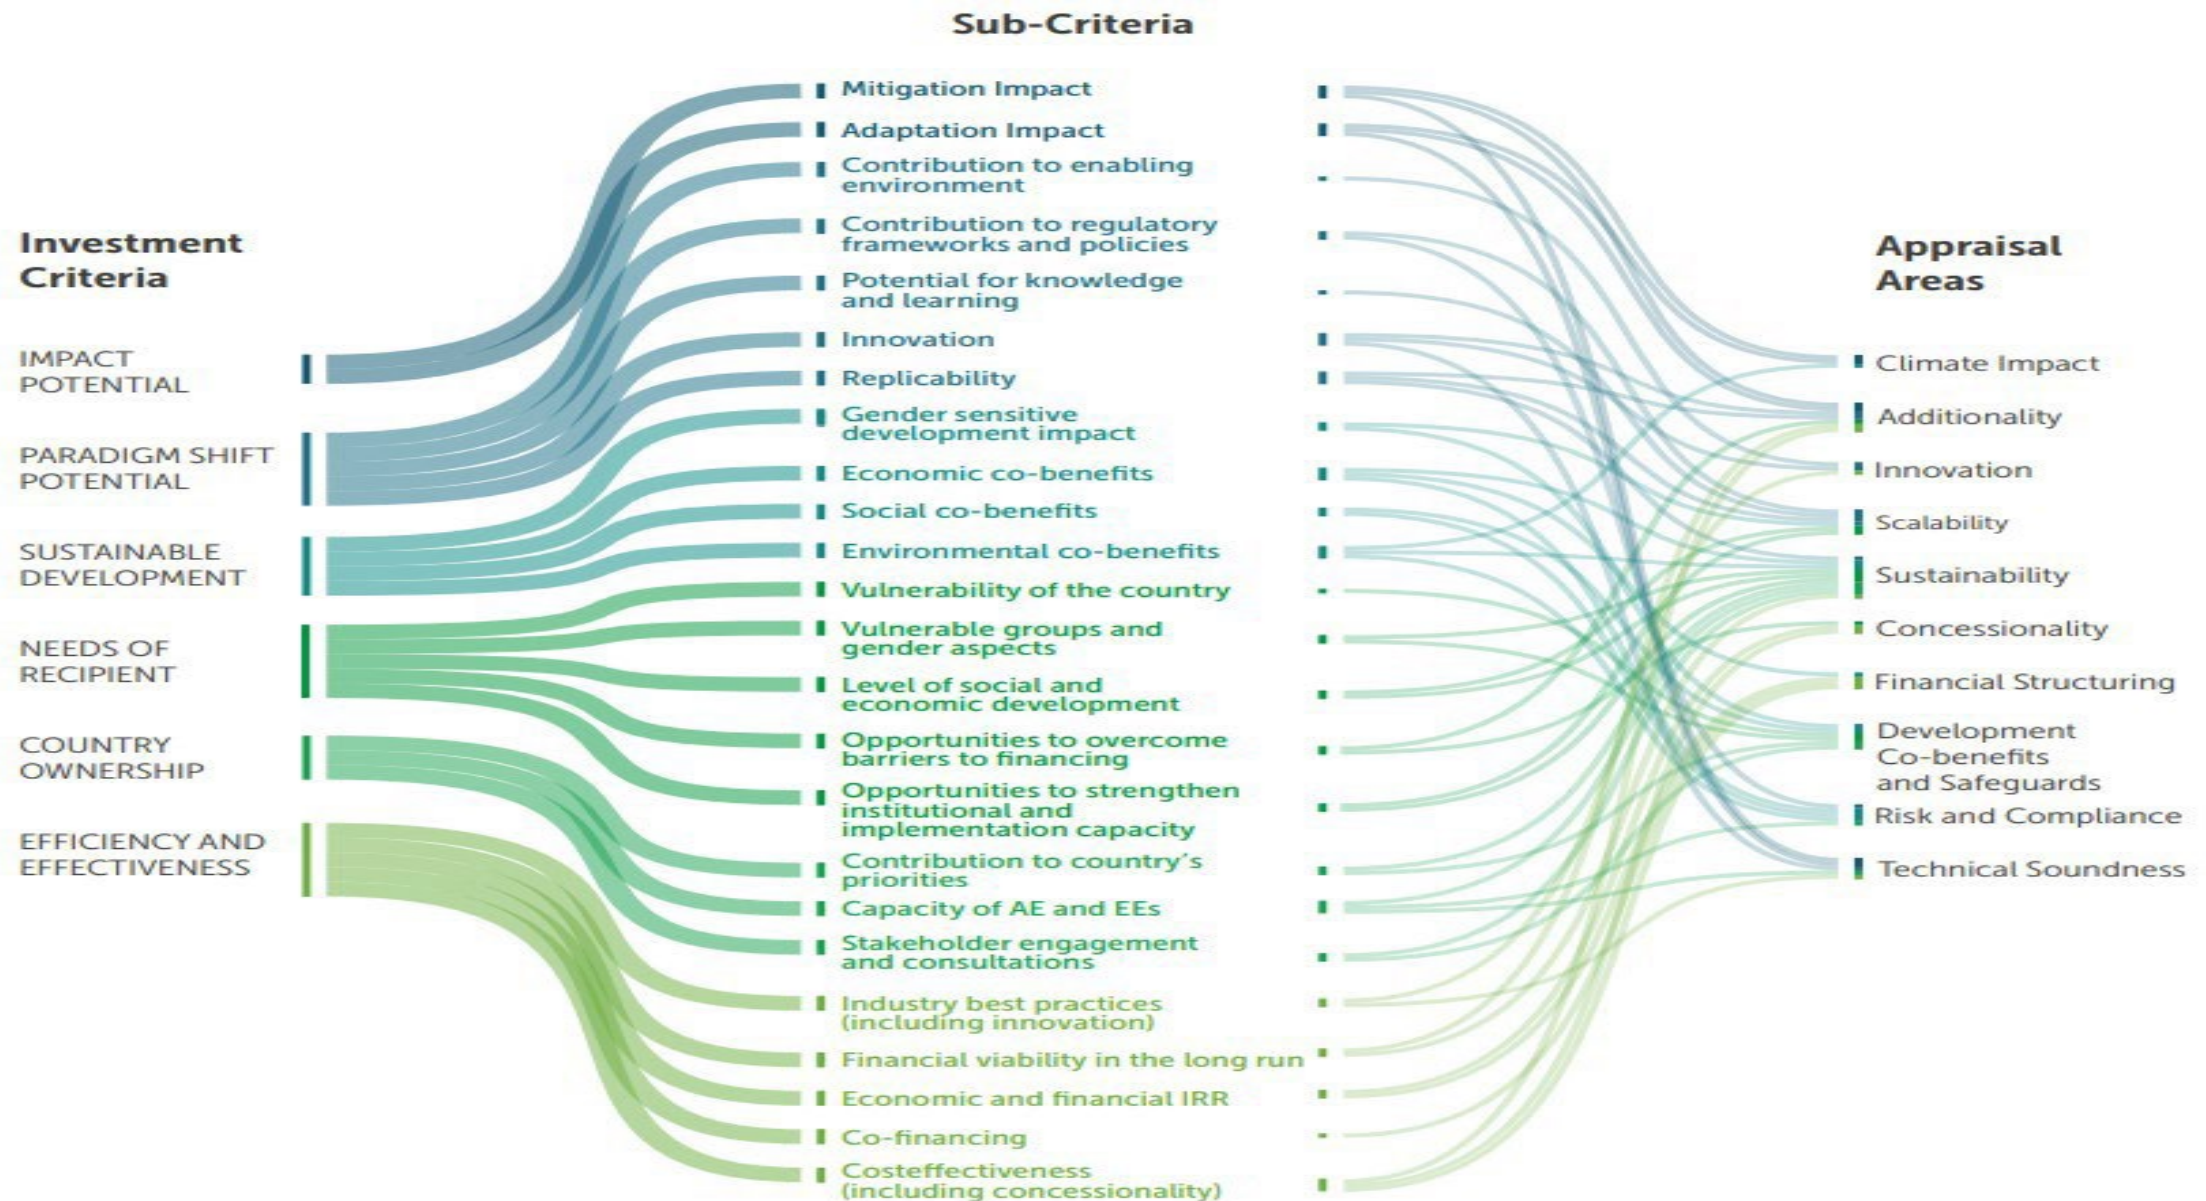 Sub-Criteria
Investment
Criteria
IMPACT
POTENTIAL
PARADIGM SHIFT
POTENTIAL
SUSTAINABLE
DEVELOPMENT
NEEDS OF
RECIPIENT
COUNTRY
OWNERSHIP
EFFICIENCY AND
EFFECTIVENESS
Mitigation Impact
Adaptation Impact
Contribution to enabling
environment
Contribution to regulatory
frameworks and policies
Potential for knowledge
and learning
Innovation
Replicability
Gender sensitive
development impact
Economic co-benefits
Social co-benefits
Environmental co-benefits
Vulnerability of the country
Vulnerable groups and
gender aspects
Level of social and
economic development
Opportunities to overcome
barriers to financing
Opportunities to strengthen
institutional and
implementation capacity
Contribution to country's
priorities
Capacity of AE and EEs
Stakeholder engagement
and consultations
Industry best practices
(including innovation)
Financial viability in the long run
Economic and financial IRR
Co-financing
Costeffectiveness
(including concessionality)
Appraisal
Areas
Climate Impact
Additionality
Innovation
Scalability
Sustainability
Concessionality
Financial Structuring
Development
Co-benefits
and Safeguards
Risk and Compliance
Technical Soundness